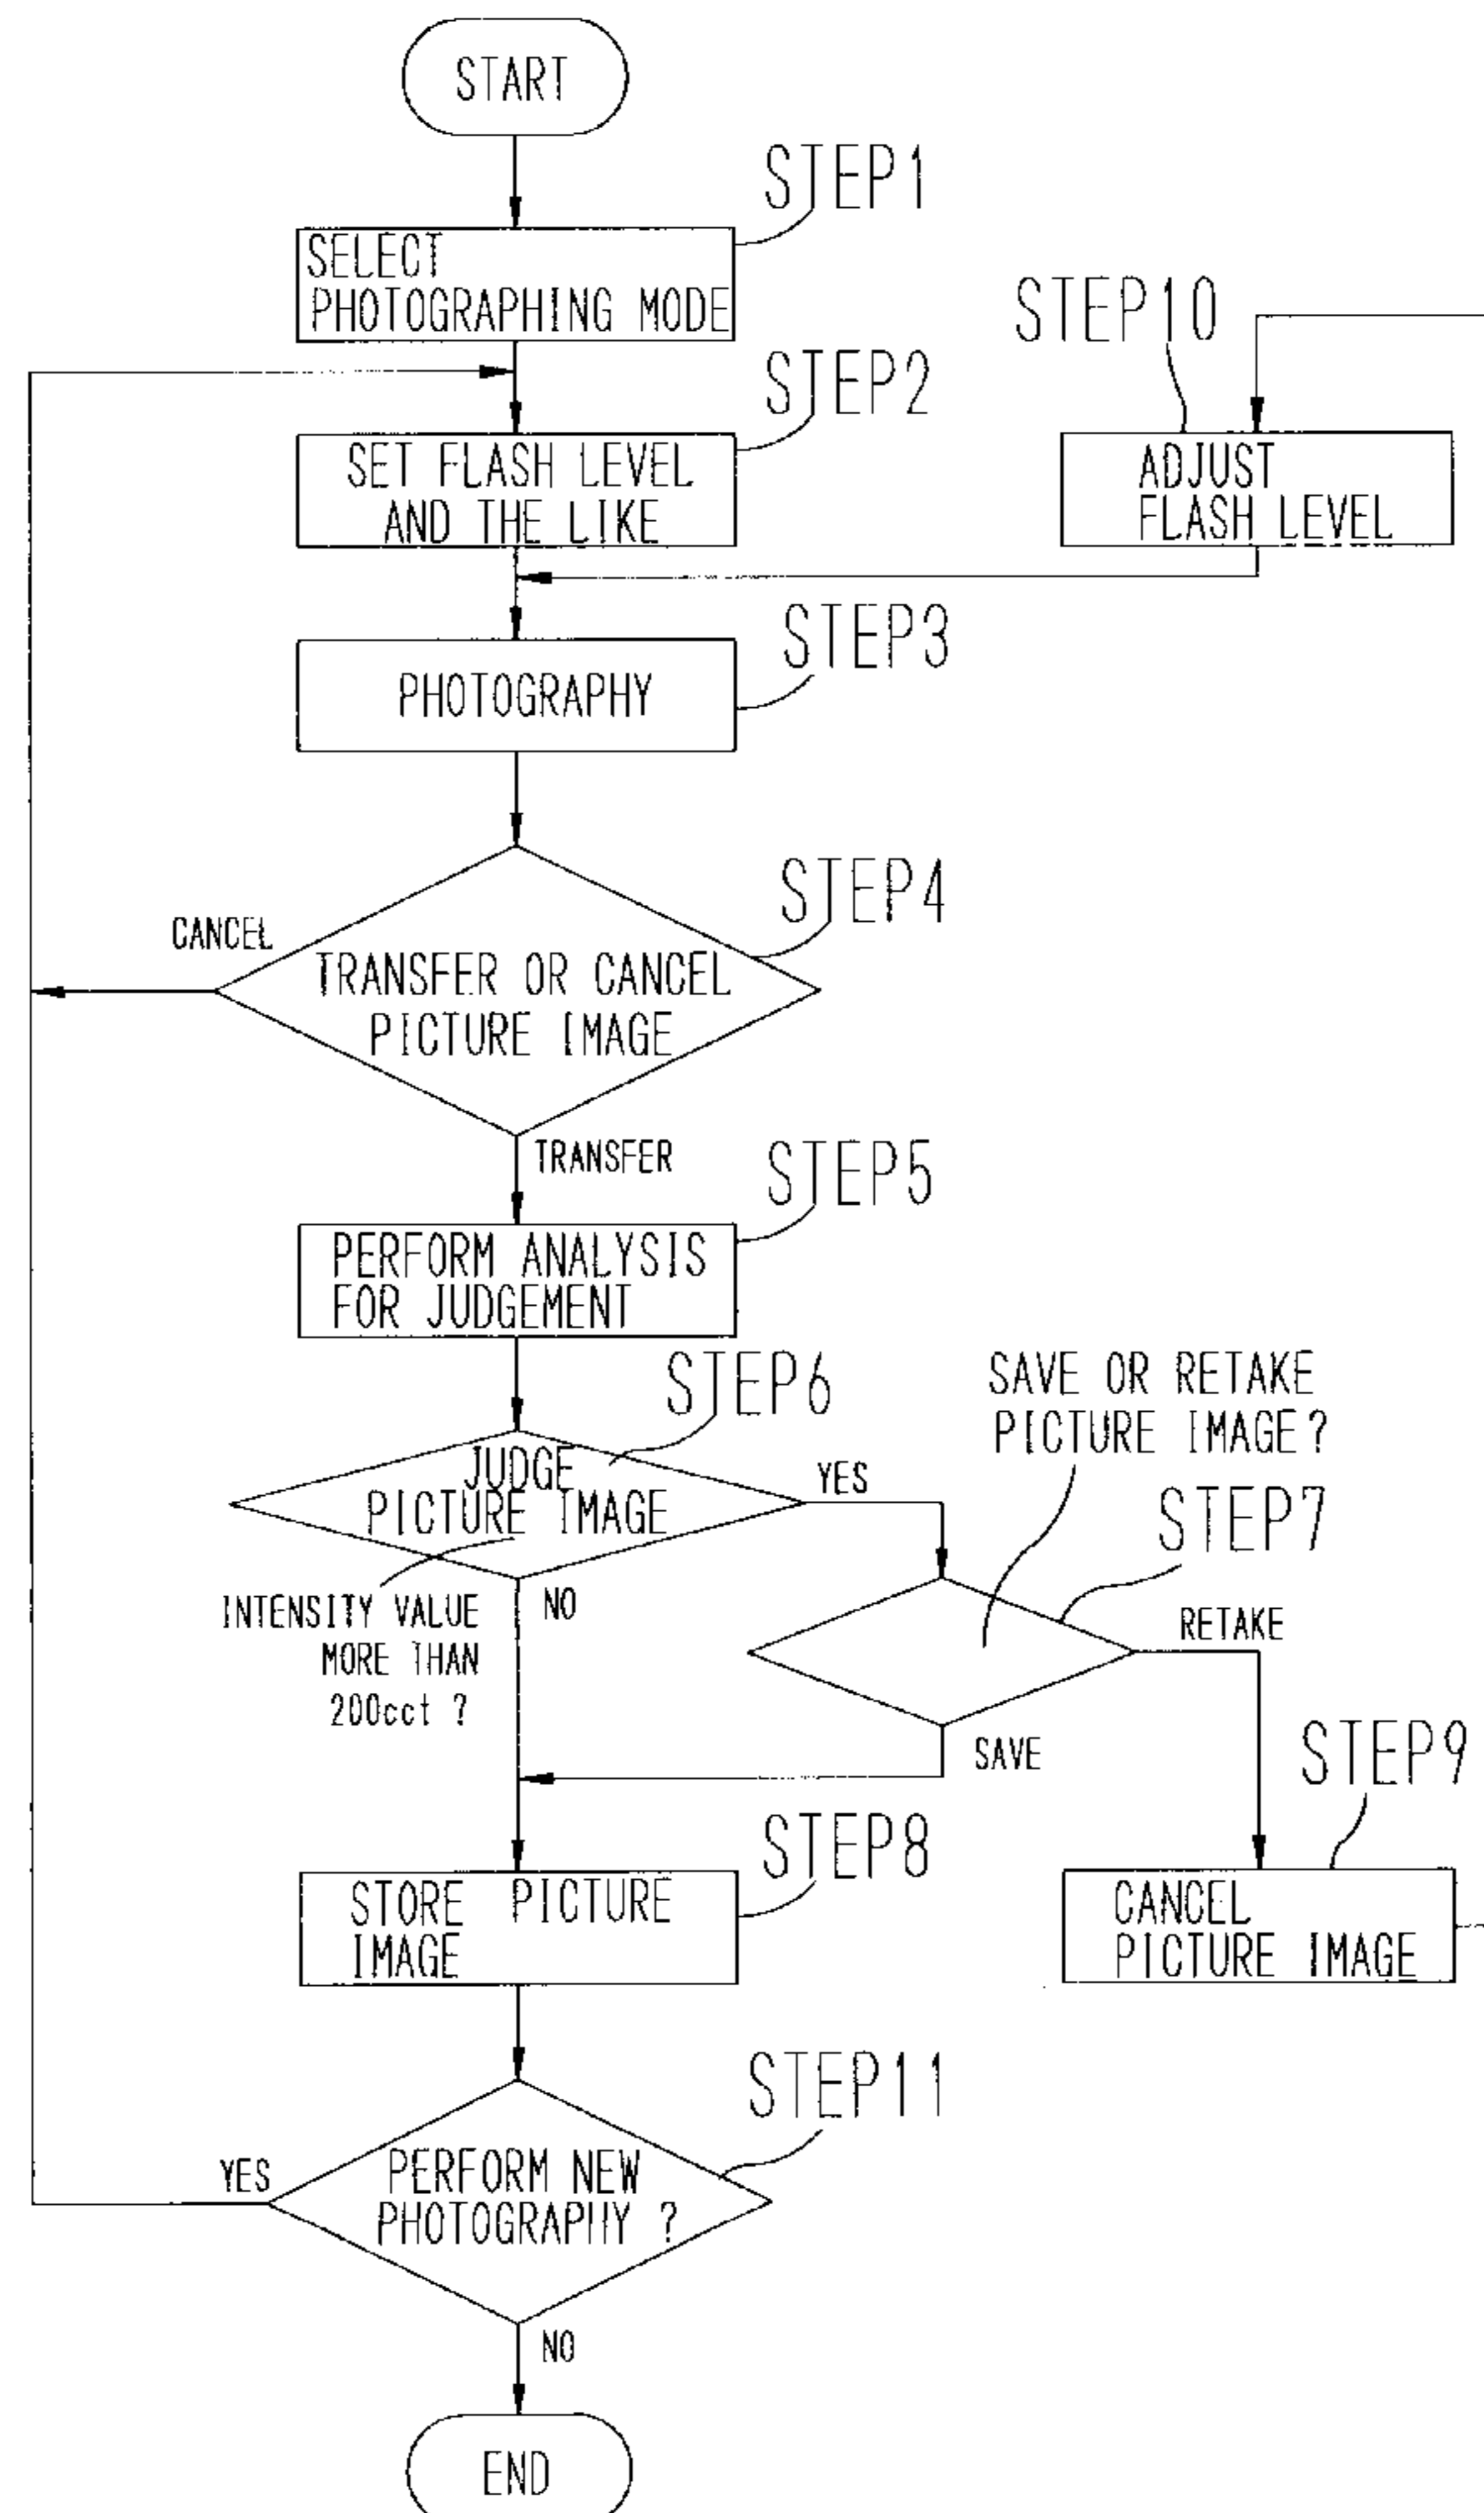 START
STEP1
SELECT
PHOTOGRAPHING MODE
STEP10
STEP2
SET FLASH LEVEL
AND THE LIKE
ADJUST
FLASH LEVEL
STEP3
PHOTOGRAPHY
STEP4
CANCEL
TRANSFER OR CANCEL
PICTURE IMAGE
TRANSFER
STEP5
PERFORM ANALYSIS
FOR JUDGEMENT
STEP6
SAVE OR RETAKE
PICTURE IMAGE?
JUDGE
PICTURE IMAGE
YES
STEP7
INTENSITY VALUE
MORE THAN
200cct ?
NO
RETAKE
SAVE
STEP9
STEP8
STORE PICTURE
IMAGE
CANCEL
PICTURE IMAGE
STEP11
YES
PERFORM NEW
PHOTOGRAPHY ?
NO
END